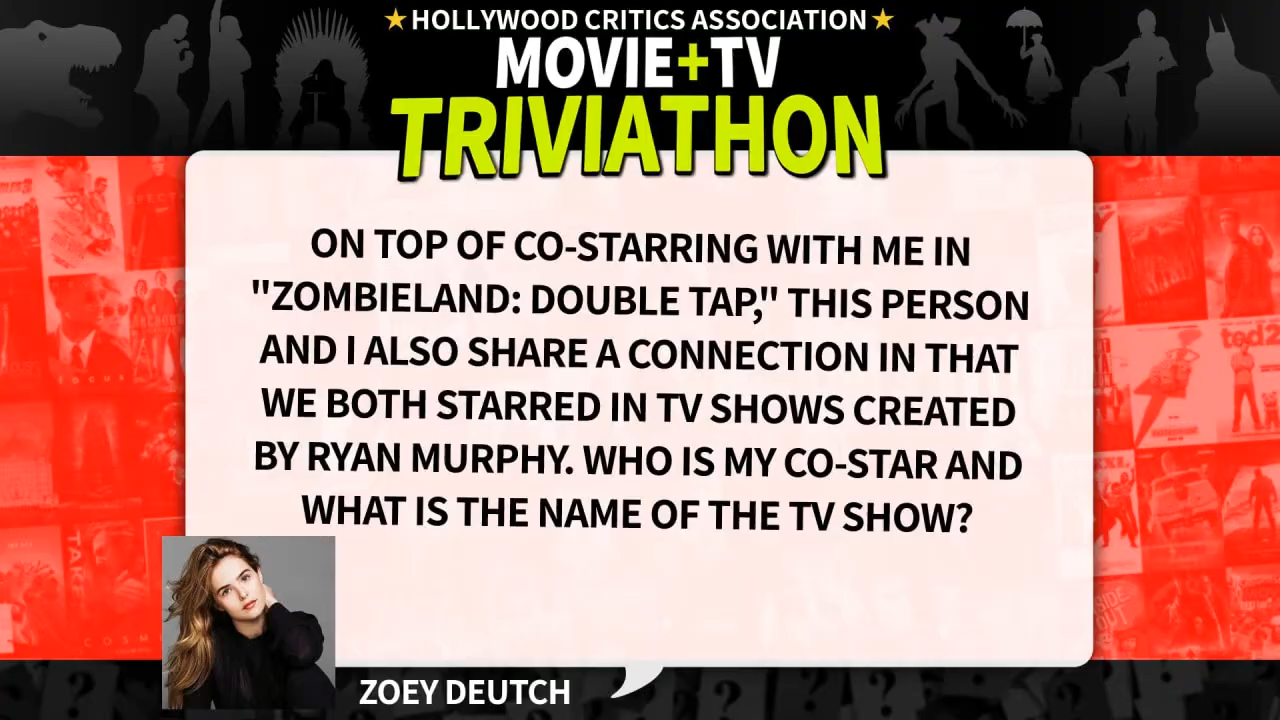 ★HOLLYWOOD CRITICS ASSOCIATION★
MOVIE+TV
TRIVIATHON
ON TOP OF CO-STARRING WITH ME IN
"ZOMBIELAND: DOUBLE TAP," THIS PERSON
AND I ALSO SHARE A CONNECTION IN THAT
WE BOTH STARRED IN TV SHOWS CREATED
BY RYAN MURPHY. WHO IS MY CO-STAR AND
WHAT IS THE NAME OF THE TV SHOW?
ZOEY DEUTCH
ted2
FOCUS